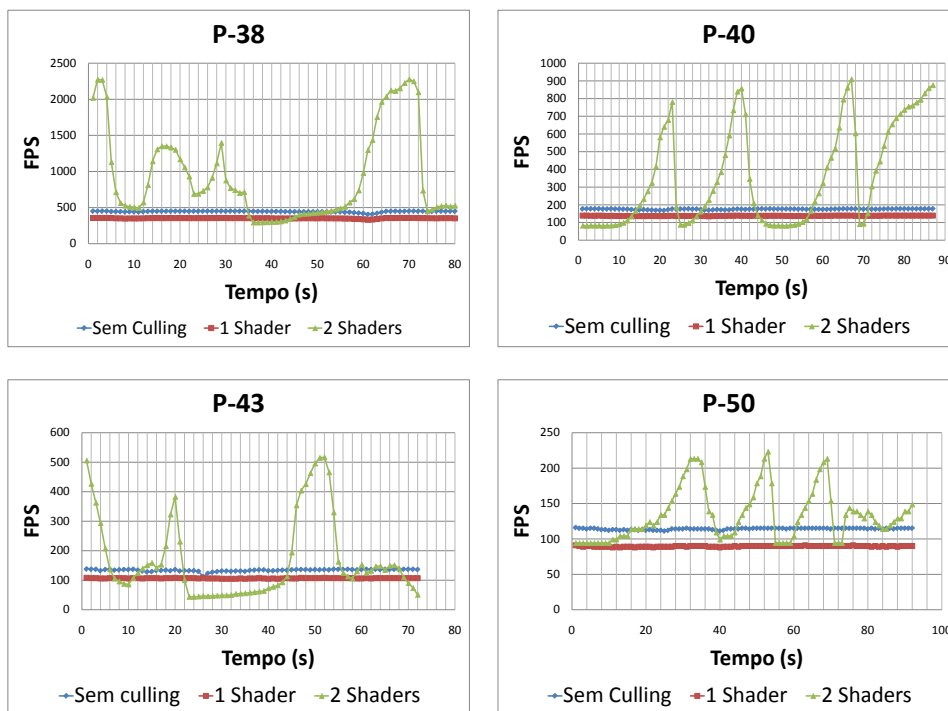 P-38
2500
2000
1500
1000
500
0
FPS
0 10 20 30 40 50 60 70 80
Tempo (s)
Sem Culling 1 Shader 2 Shaders
P-40
1000
900
800
700
600
500
400
300
200
100
0
FPS
0 10 20 30 40 50 60 70 80 90
Tempo (s)
Sem culling 1 Shader 2 Shaders
P-43
600
500
400
300
200
100
0
FPS
0 10 20 30 40 50 60 70 80
Tempo (s)
Sem culling 1 Shader 2 Shaders
P-50
250
200
150
100
50
0
FPS
0 20 40 60 80 100
Tempo (s)
Sem Culling 1 Shader 2 Shaders